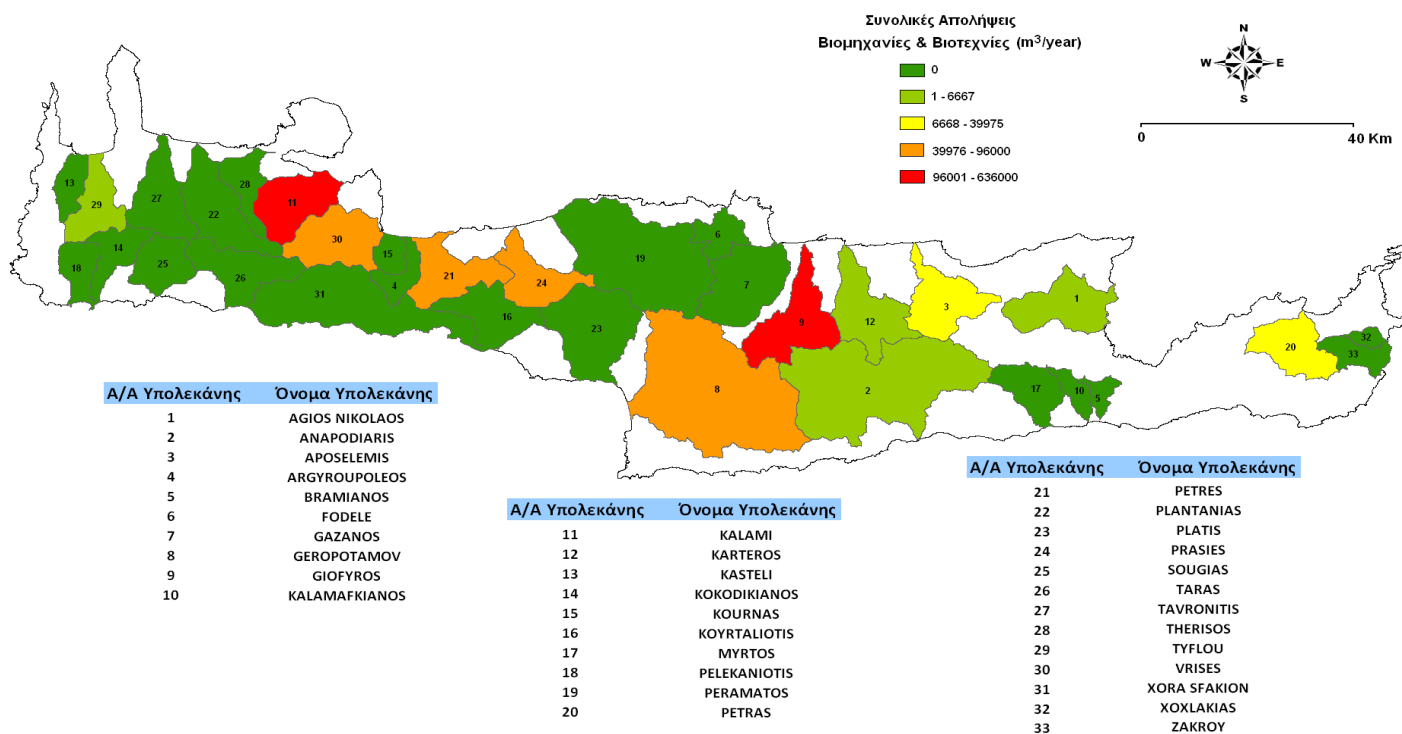 Συνολικές Απολήψεις
Βιομηχανίες & Βιοτεχνίες (m³/year)
0
1 - 6667
6668 - 39975
39976 - 96000
96001 - 636000
N
W E
S
0 40 Km
13
29
27
22
28
11
30
14
18
25
26
31
15
4
21
24
16
19
6
7
23
9
12
3
1
8
2
17
10
5
20
32
33
Α/Α Υπολεκάνης Όνομα Υπολεκάνης
1 AGIOS NIKOLAOS
2 ANAPODIARIS
3 APOSELEMIS
4 ARGYROUPOLEOS
5 BRAMIANOS
6 FODELE
7 GAZANOS
8 GEROPOTAMOV
9 GIOFYROS
10 KALAMAFKIANOS
Α/Α Υπολεκάνης Όνομα Υπολεκάνης
11 KALAMI
12 KARTEROS
13 KASTELI
14 KOKODIKIANOS
15 KOURNAS
16 KOYRTALIOTIS
17 MYRTOS
18 PELEKANIOTIS
19 PERAMATOS
20 PETRAS
Α/Α Υπολεκάνης Όνομα Υπολεκάνης
21 PETRES
22 PLANTANIAS
23 PLATIS
24 PRASIES
25 SOUGIAS
26 TARAS
27 TAVRONITIS
28 THERISOS
29 TYFLOU
30 VRISES
31 XORA SFAKION
32 XOXLAKIAS
33 ZAKROY